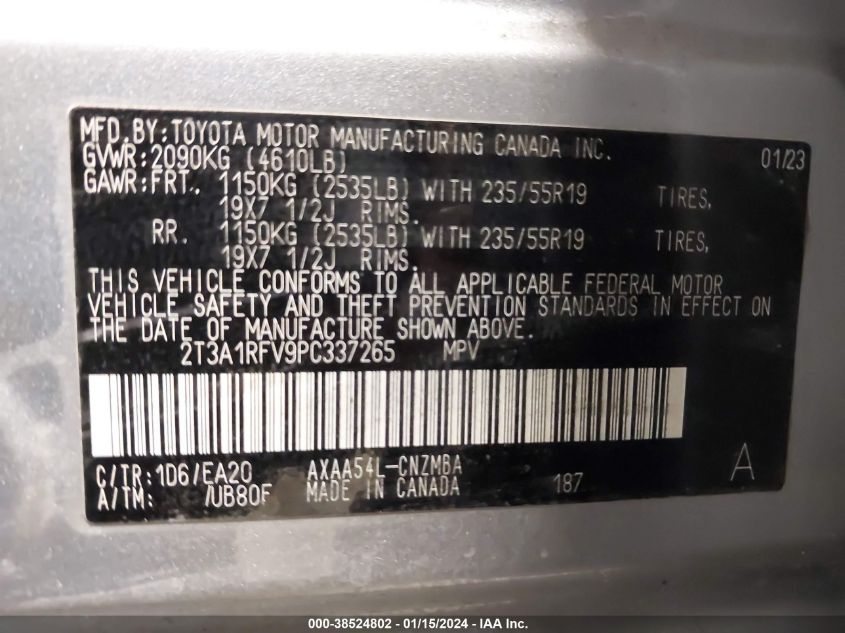 MFD.BY:TOYOTA MOTOR MANUFACTURING CANADA INC.
GVWR:2090KG (4610LB) 01/23
GAWR:FRT. 1150KG (2535LB) WITH 235/55R19 TIRES,
19X7 1/2J RIMS.
RR. 1150KG (2535LB) WITH 235/55R19 TIRES,
19X7 1/2J RIMS.
THIS VEHICLE CONFORMS TO ALL APPLICABLE FEDERAL MOTOR
VEHICLE SAFETY AND THEFT PREVENTION STANDARDS IN EFFECT ON
THE DATE OF MANUFACTURE SHOWN ABOVE.
2T3A1RFV9PC337265 MPV
C/TR:1D6/EA20 AXAA54L-CNZMBA A
A/TM: /UB80F MADE IN CANADA 187
000-38524802 - 01/15/2024 - IAA Inc.